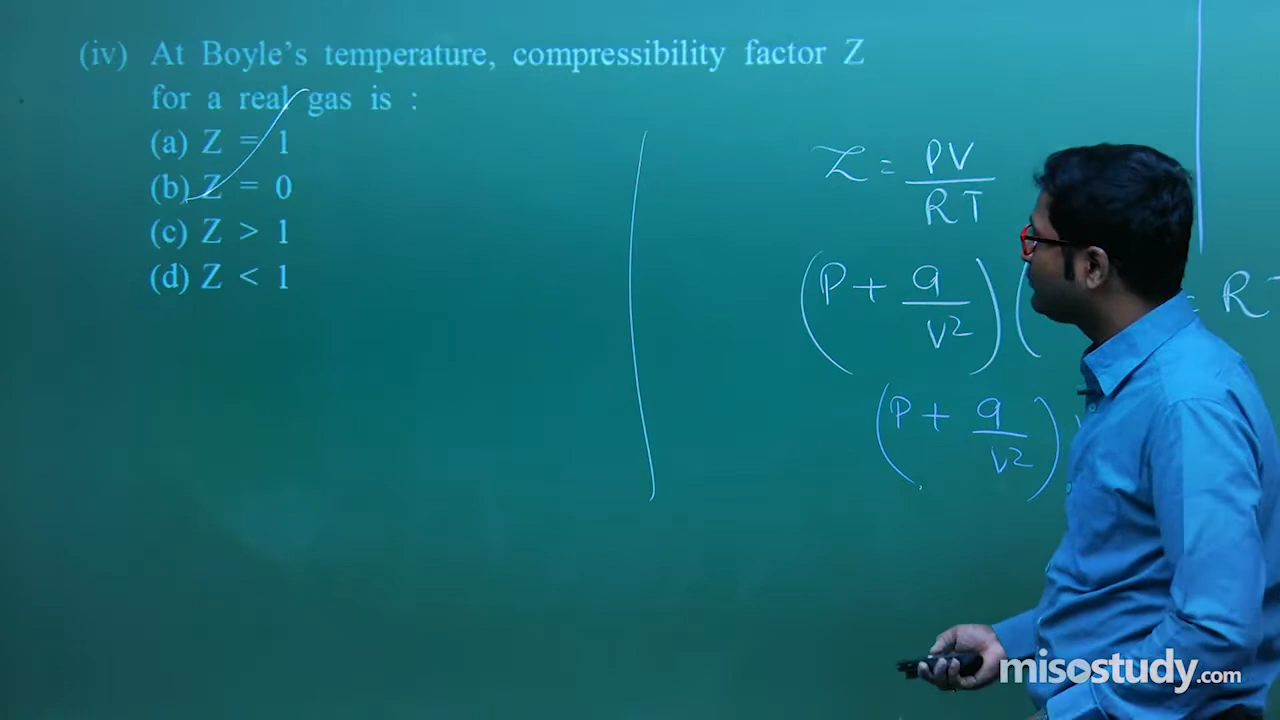 (iv) At Boyle's temperature, compressibility factor Z
for a real gas is :
(a) Z = 1
(b) Z = 0
(c) Z > 1
(d) Z < 1
Z = PV
RT
(P + a
V²) ( = R
(P + a
V²)
misostudy.com